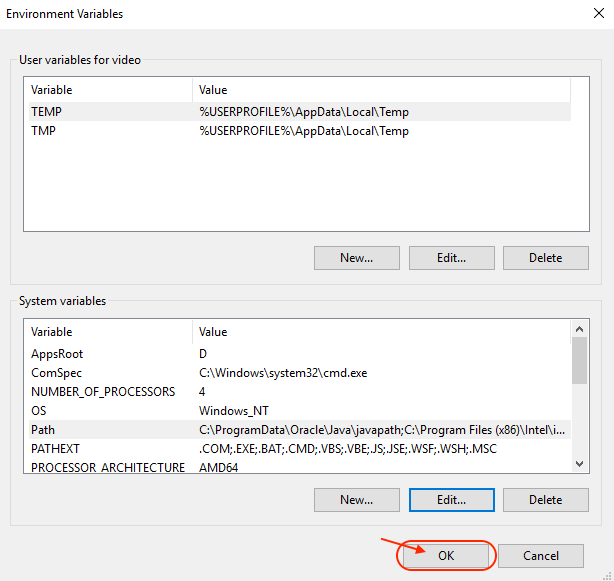 Environment Variables
User variables for video
Variable Value
TEMP %USERPROFILE%\AppData\Local\Temp
TMP %USERPROFILE%\AppData\Local\Temp
New... Edit... Delete
System variables
Variable Value
AppsRoot D
ComSpec C:\Windows\system32\cmd.exe
NUMBER_OF_PROCESSORS 4
OS Windows_NT
Path C:\ProgramData\Oracle\Java\javapath;C:\Program Files (x86)\Intel\i...
PATHEXT .COM;.EXE;.BAT;.CMD;.VBS;.VBE;.JS;.JSE;.WSF;.WSH;.MSC
PROCESSOR_ARCHITECTURE AMD64
New... Edit... Delete
OK Cancel